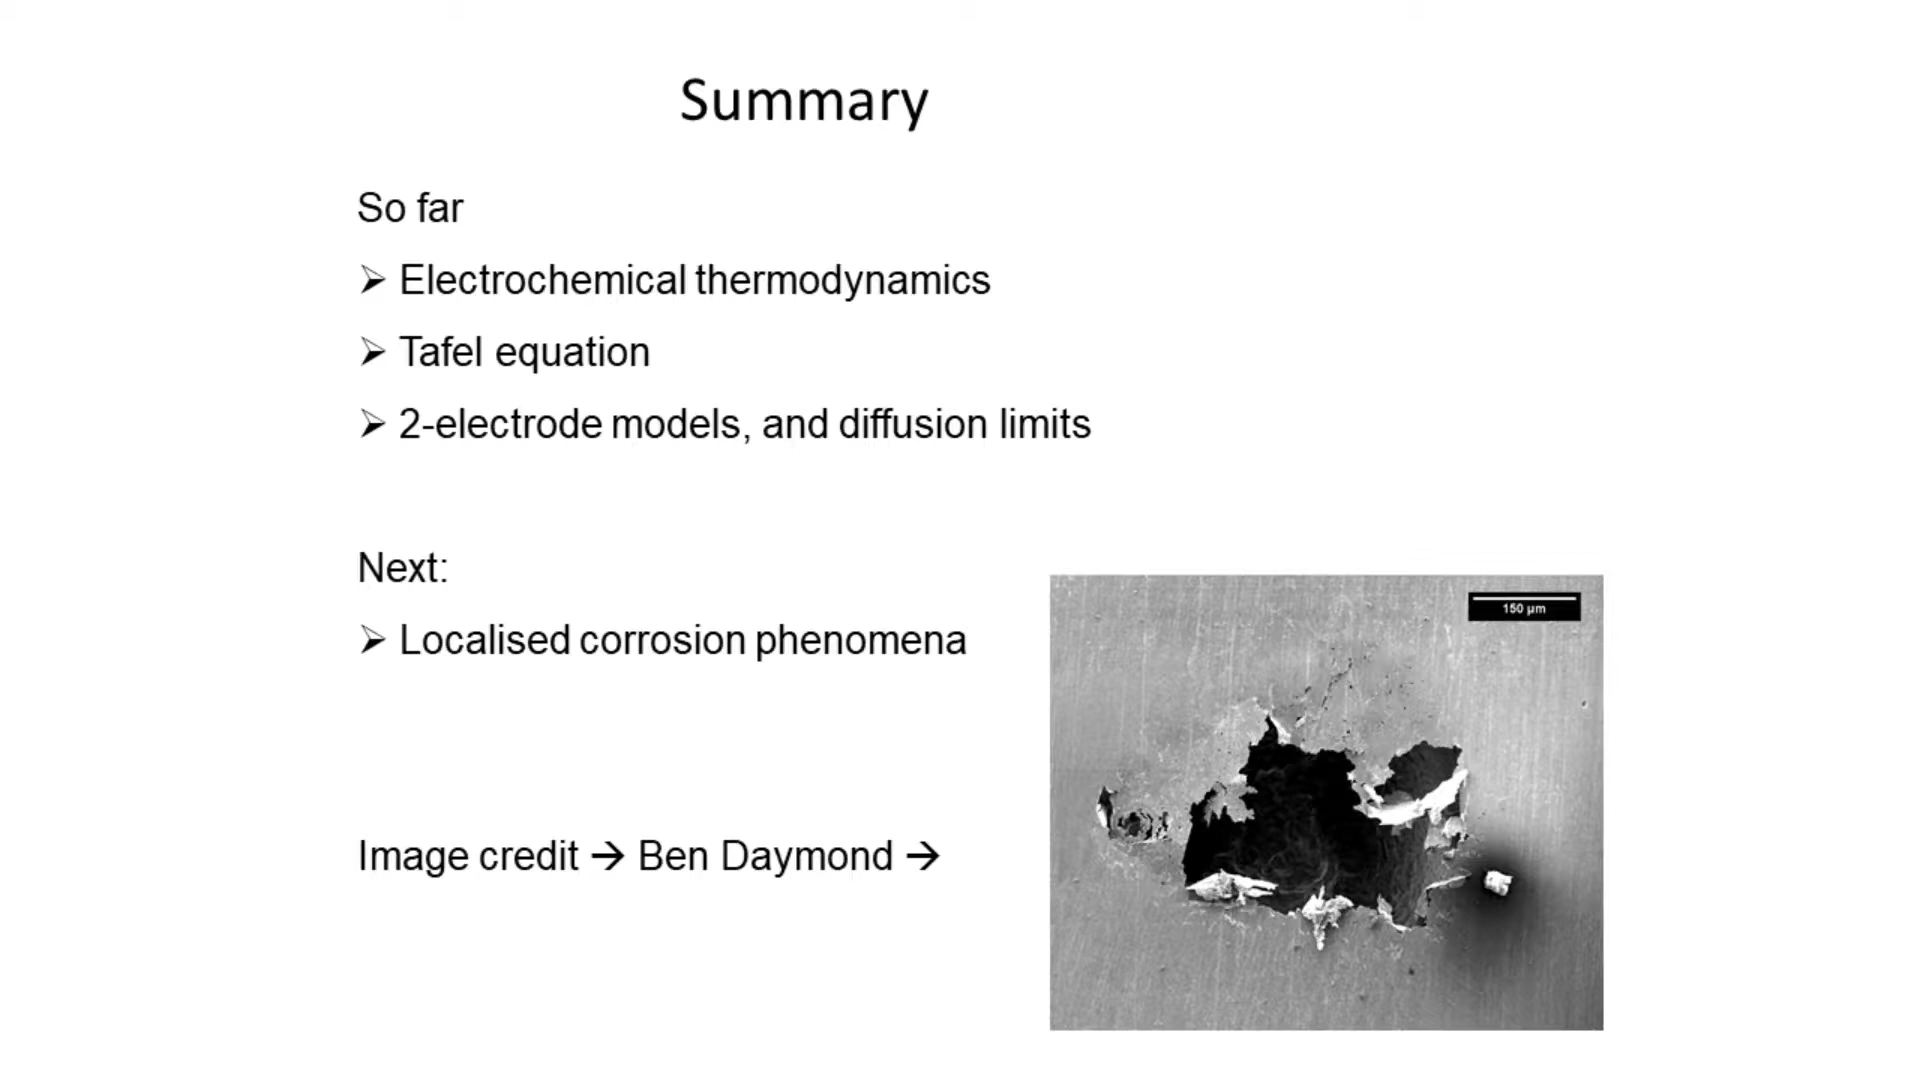 Summary
So far
➢ Electrochemical thermodynamics
➢ Tafel equation
➢ 2-electrode models, and diffusion limits
Next:
➢ Localised corrosion phenomena
150 µm
Image credit → Ben Daymond →